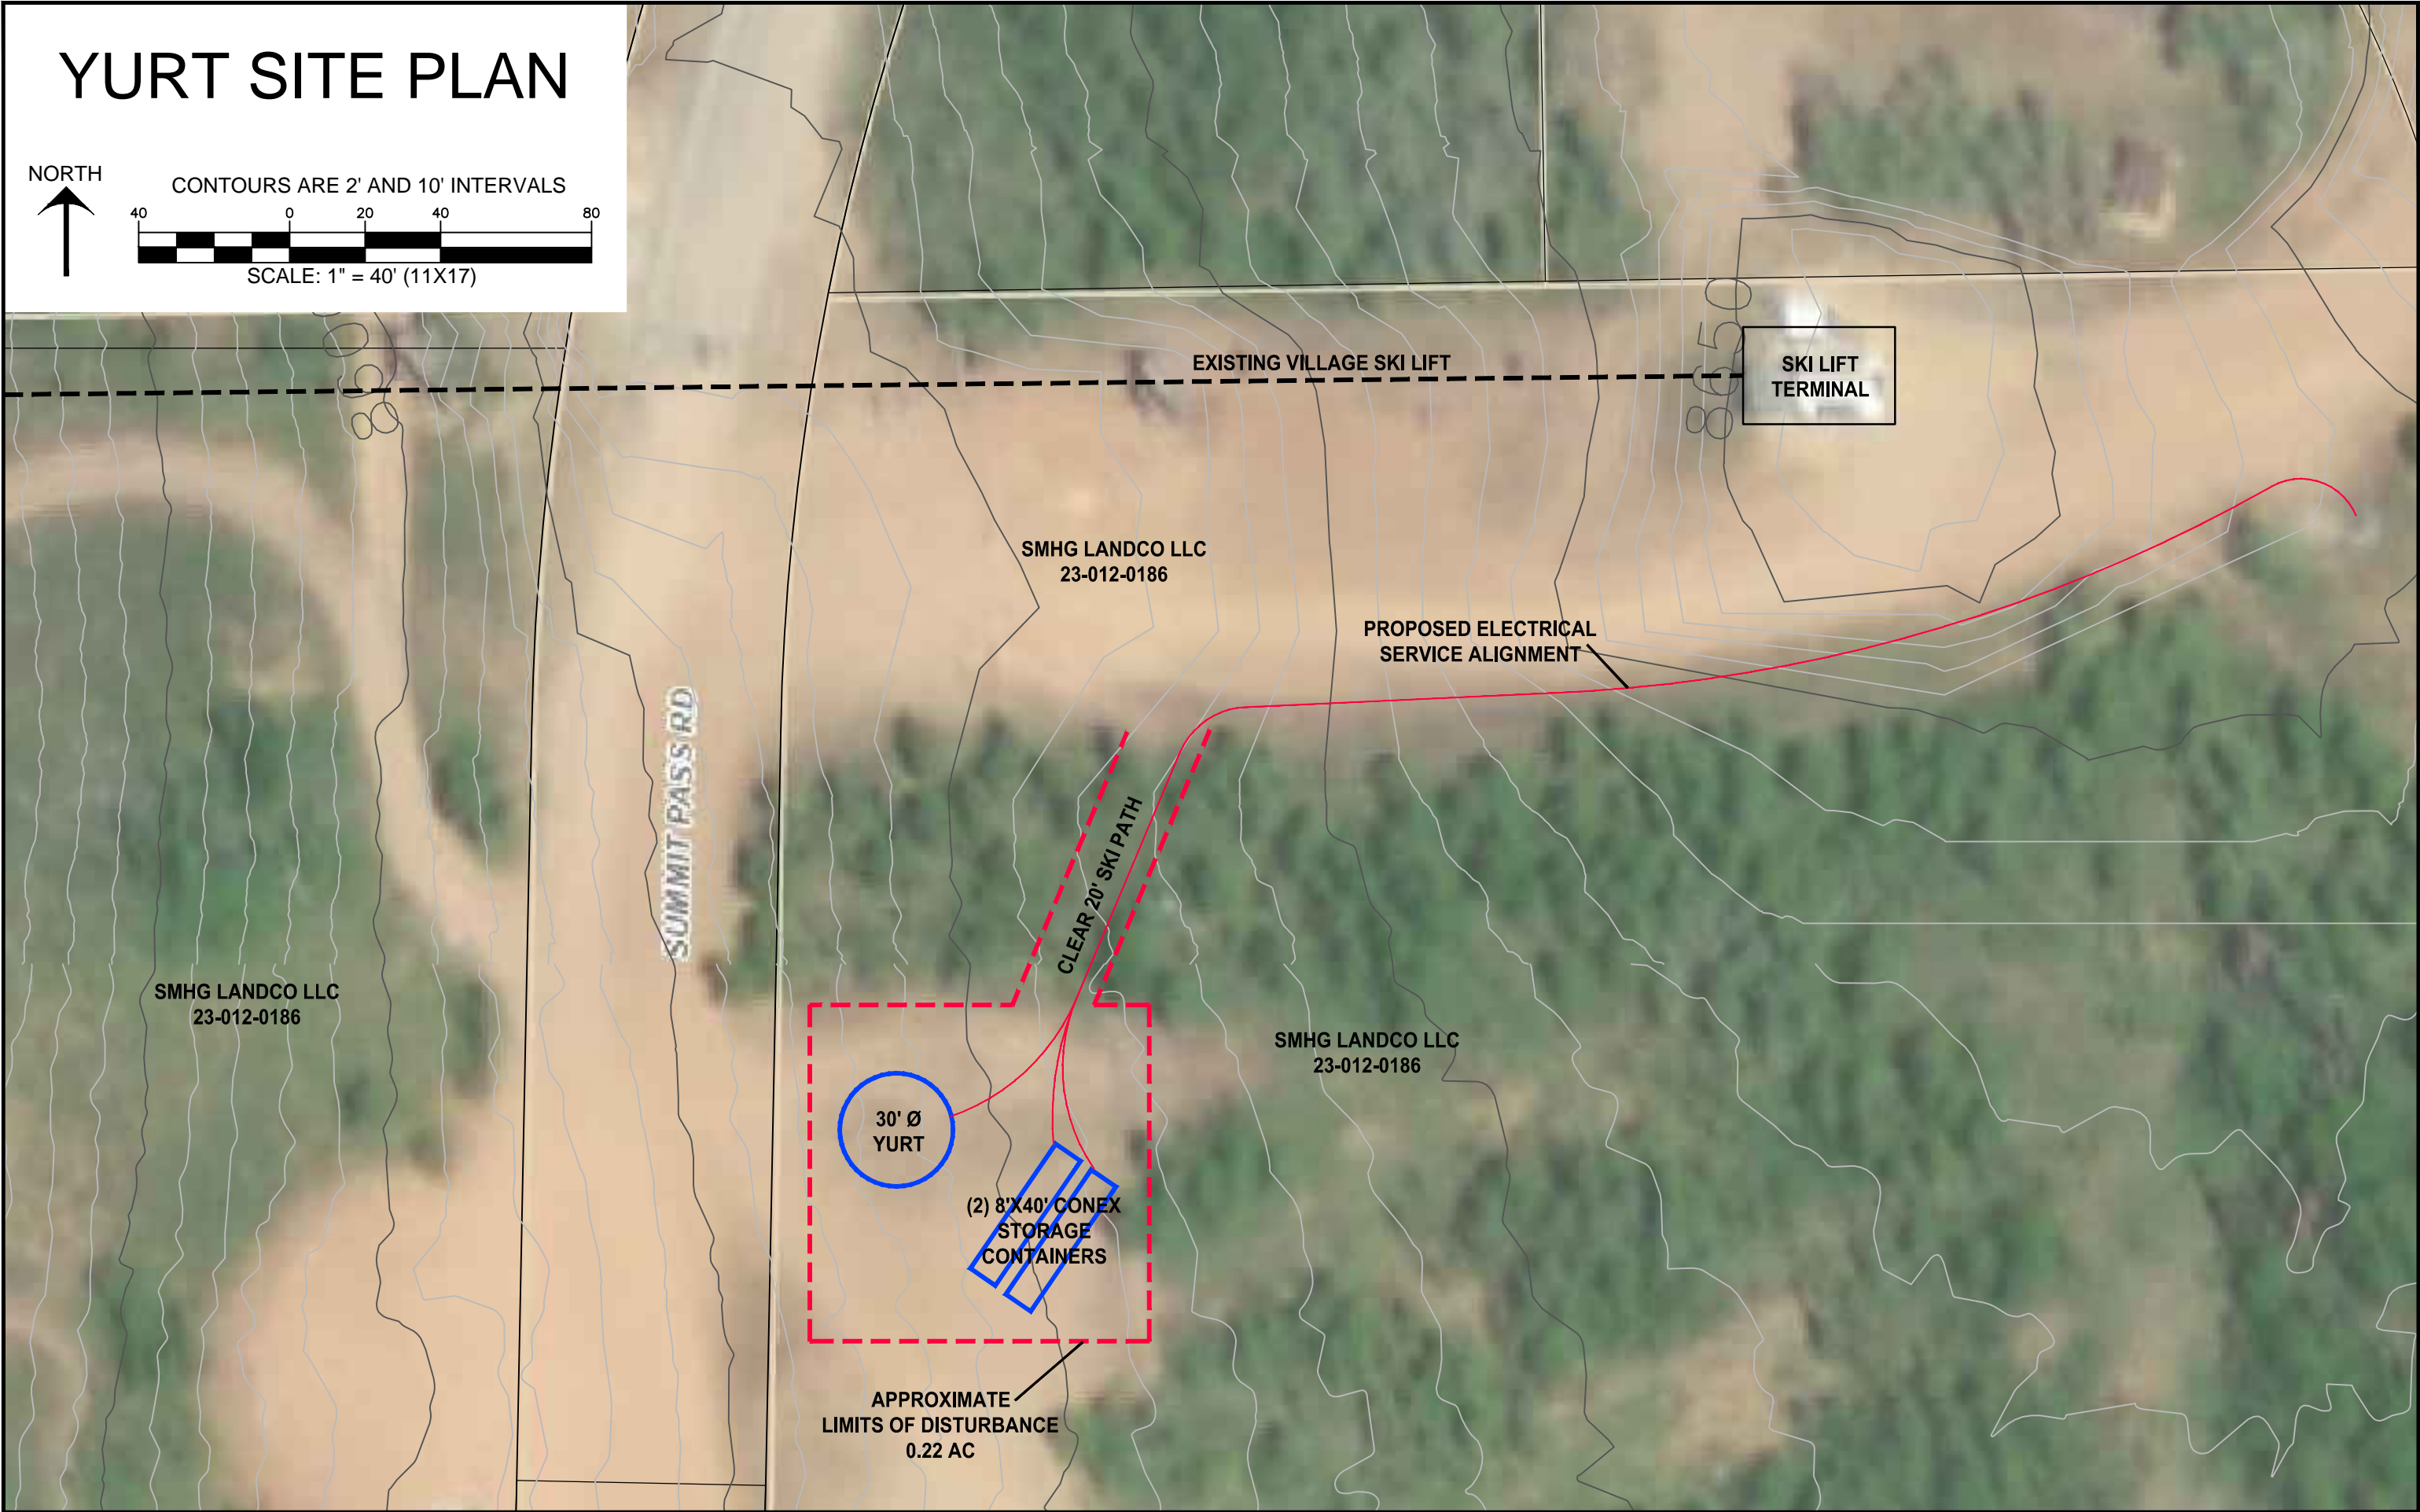 YURT SITE PLAN
NORTH
CONTOURS ARE 2' AND 10' INTERVALS
40 0 20 40 80
SCALE: 1" = 40' (11X17)
EXISTING VILLAGE SKI LIFT
8650
SKI LIFT
TERMINAL
SMHG LANDCO LLC
23-012-0186
PROPOSED ELECTRICAL
SERVICE ALIGNMENT
SUMMIT PASS RD
CLEAR 20' SKI PATH
SMHG LANDCO LLC
23-012-0186
SMHG LANDCO LLC
23-012-0186
30' Ø
YURT
(2) 8'X40' CONEX
STORAGE
CONTAINERS
APPROXIMATE
LIMITS OF DISTURBANCE
0.22 AC